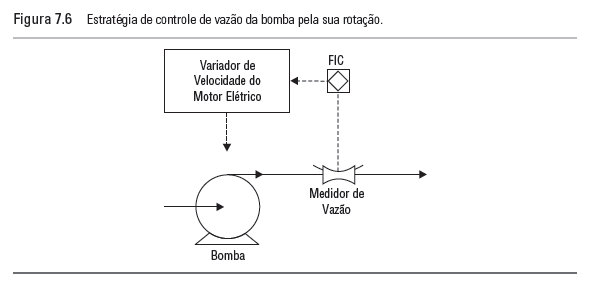 Figura 7.6 Estratégia de controle de vazão da bomba pela sua rotação.
Variador de
Velocidade do
Motor Elétrico
FIC
Medidor de
Vazão
Bomba